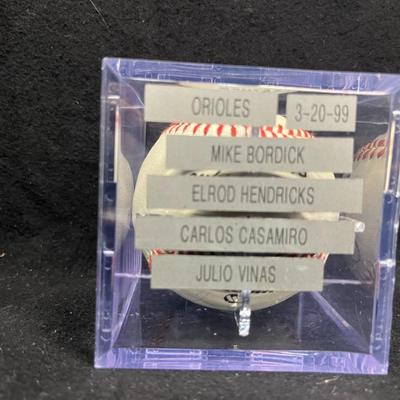 ORIOLES 3-20-99
MIKE BORDICK
ELROD HENDRICKS
CARLOS CASAMIRO
JULIO VINAS